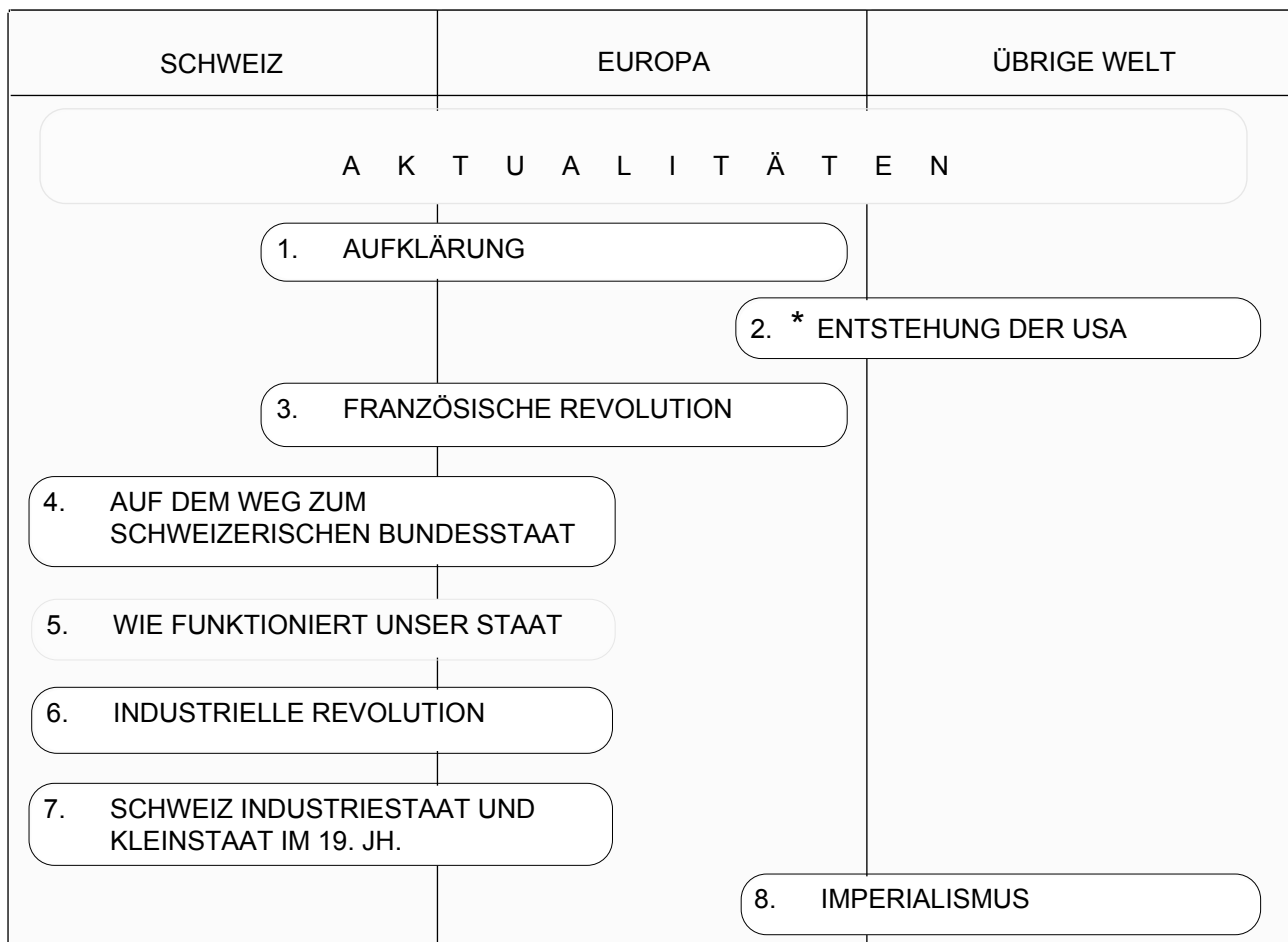 SCHWEIZ EUROPA ÜBRIGE WELT
A K T U A L I T Ä T E N
1. AUFKLÄRUNG
2. * ENTSTEHUNG DER USA
3. FRANZÖSISCHE REVOLUTION
4. AUF DEM WEG ZUM
SCHWEIZERISCHEN BUNDESSTAAT
5. WIE FUNKTIONIERT UNSER STAAT
6. INDUSTRIELLE REVOLUTION
7. SCHWEIZ INDUSTRIESTAAT UND
KLEINSTAAT IM 19. JH.
8. IMPERIALISMUS